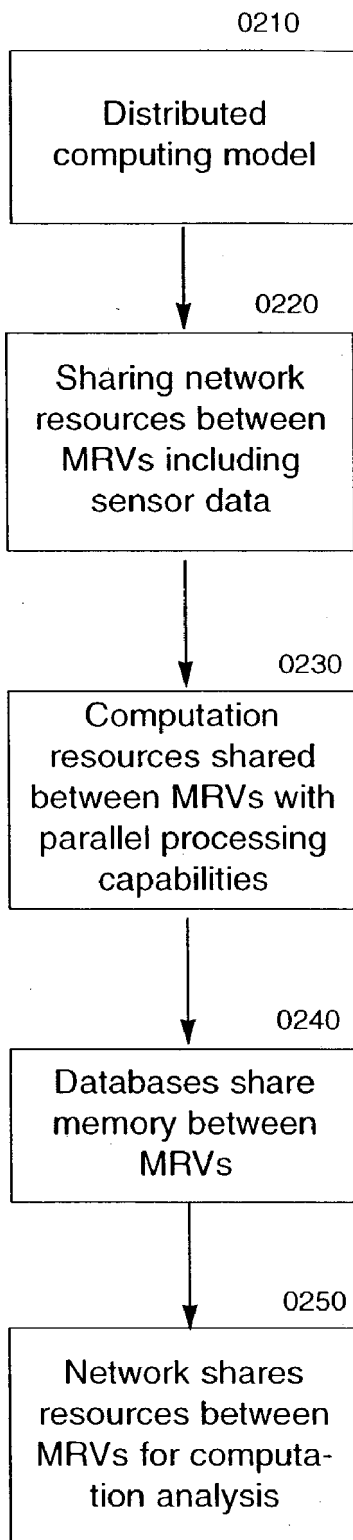 0210
Distributed
computing model
0220
Sharing network
resources between
MRVs including
sensor data
0230
Computation
resources shared
between MRVs with
parallel processing
capabilities
0240
Databases share
memory between
MRVs
0250
Network shares
resources between
MRVs for computa-
tion analysis